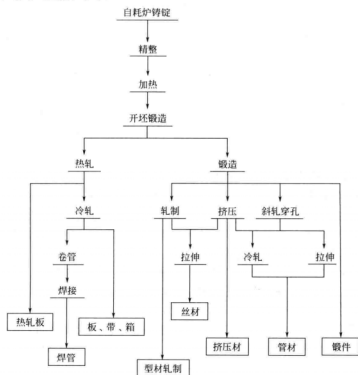 自耗炉铸锭
精整
加热
开坯锻造
热轧
锻造
冷轧
轧制
挤压
斜轧穿孔
卷管
拉伸
冷轧
拉伸
焊接
丝材
热轧板
板、带、箱
挤压材
管材
锻件
焊管
型材轧制